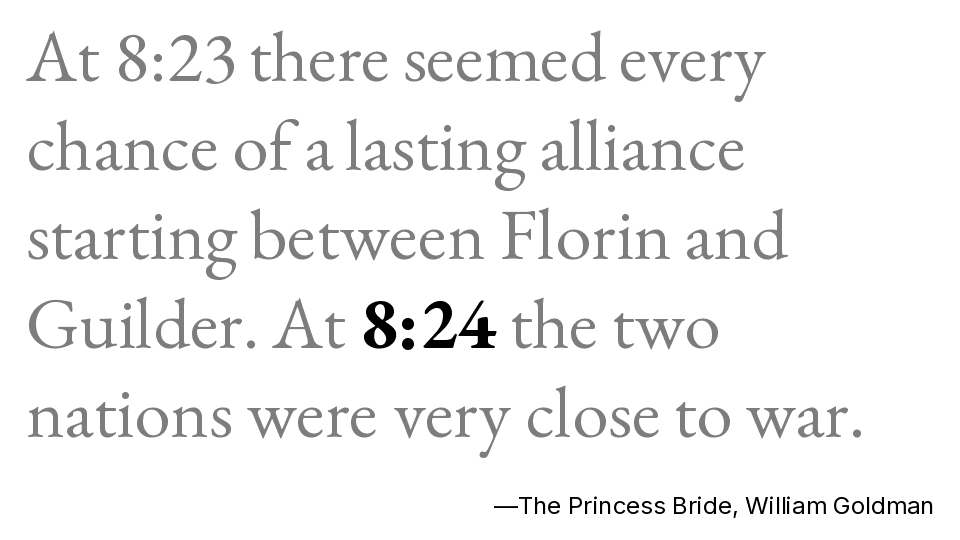 At 8:23 there seemed every
chance of a lasting alliance
starting between Florin and
Guilder. At 8:24 the two
nations were very close to war.
—The Princess Bride, William Goldman